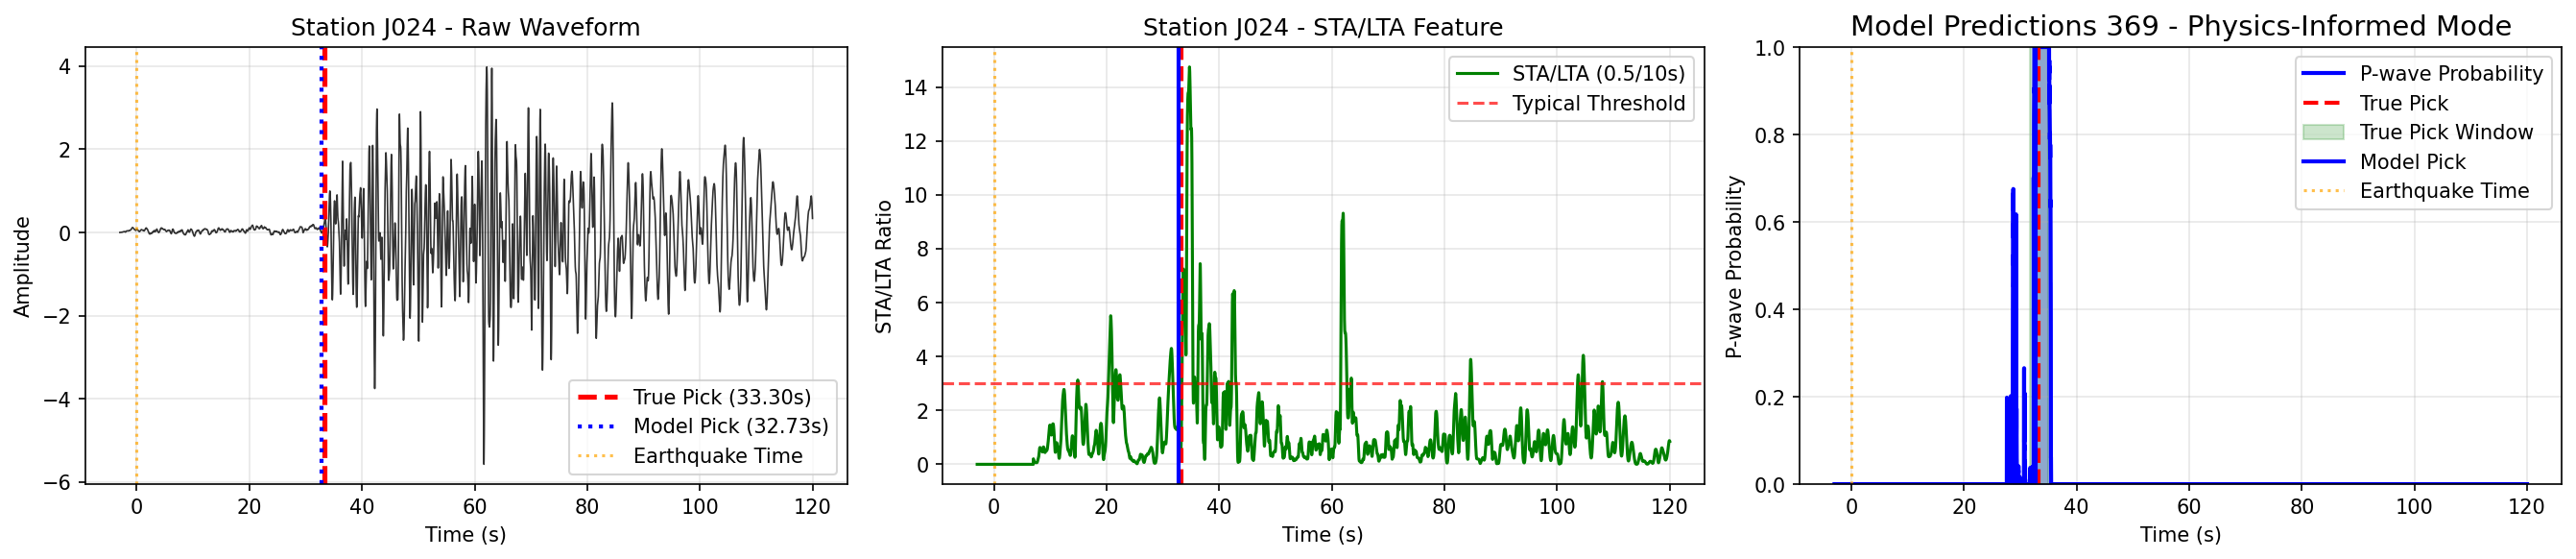 Station J024 - Raw Waveform
Amplitude
4
2
0
−2
−4
−6
True Pick (33.30s)
Model Pick (32.73s)
Earthquake Time
0 20 40 60 80 100 120
Time (s)
Station J024 - STA/LTA Feature
STA/LTA Ratio
14
12
10
8
6
4
2
0
STA/LTA (0.5/10s)
Typical Threshold
0 20 40 60 80 100 120
Time (s)
Model Predictions 369 - Physics-Informed Mode
P-wave Probability
1.0
0.8
0.6
0.4
0.2
0.0
P-wave Probability
True Pick
True Pick Window
Model Pick
Earthquake Time
0 20 40 60 80 100 120
Time (s)